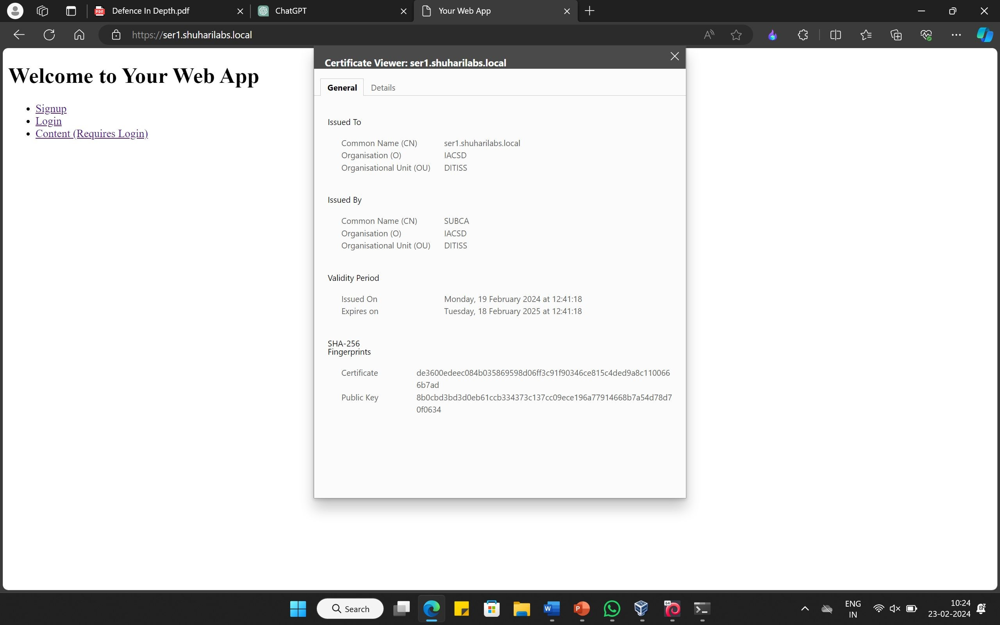 Defence In Depth.pdf
ChatGPT
Your Web App
https://ser1.shuharilabs.local
Welcome to Your Web App
Signup
Login
Content (Requires Login)
Certificate Viewer: ser1.shuharilabs.local
General Details
Issued To
Common Name (CN) ser1.shuharilabs.local
Organisation (O) IACSD
Organisational Unit (OU) DITISS
Issued By
Common Name (CN) SUBCA
Organisation (O) IACSD
Organisational Unit (OU) DITISS
Validity Period
Issued On Monday, 19 February 2024 at 12:41:18
Expires on Tuesday, 18 February 2025 at 12:41:18
SHA-256
Fingerprints
Certificate de3600edeec084b035869598d06ff3c91f90346ce815c4ded9a8c110066
6b7ad
Public Key 8b0cbd3bd3d0eb61ccb334373c137cc09ece196a77914668b7a54d78d7
0f0634
Search
ENG
IN
10:24
23-02-2024